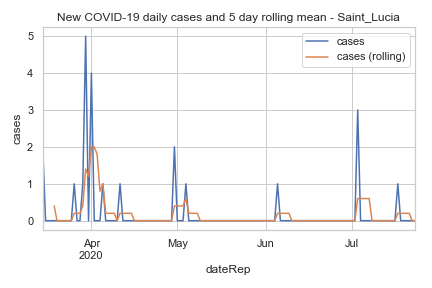 New COVID-19 daily cases and 5 day rolling mean - Saint_Lucia
cases
cases (rolling)
5
4
3
2
1
0
cases
Apr
2020
May
Jun
Jul
dateRep